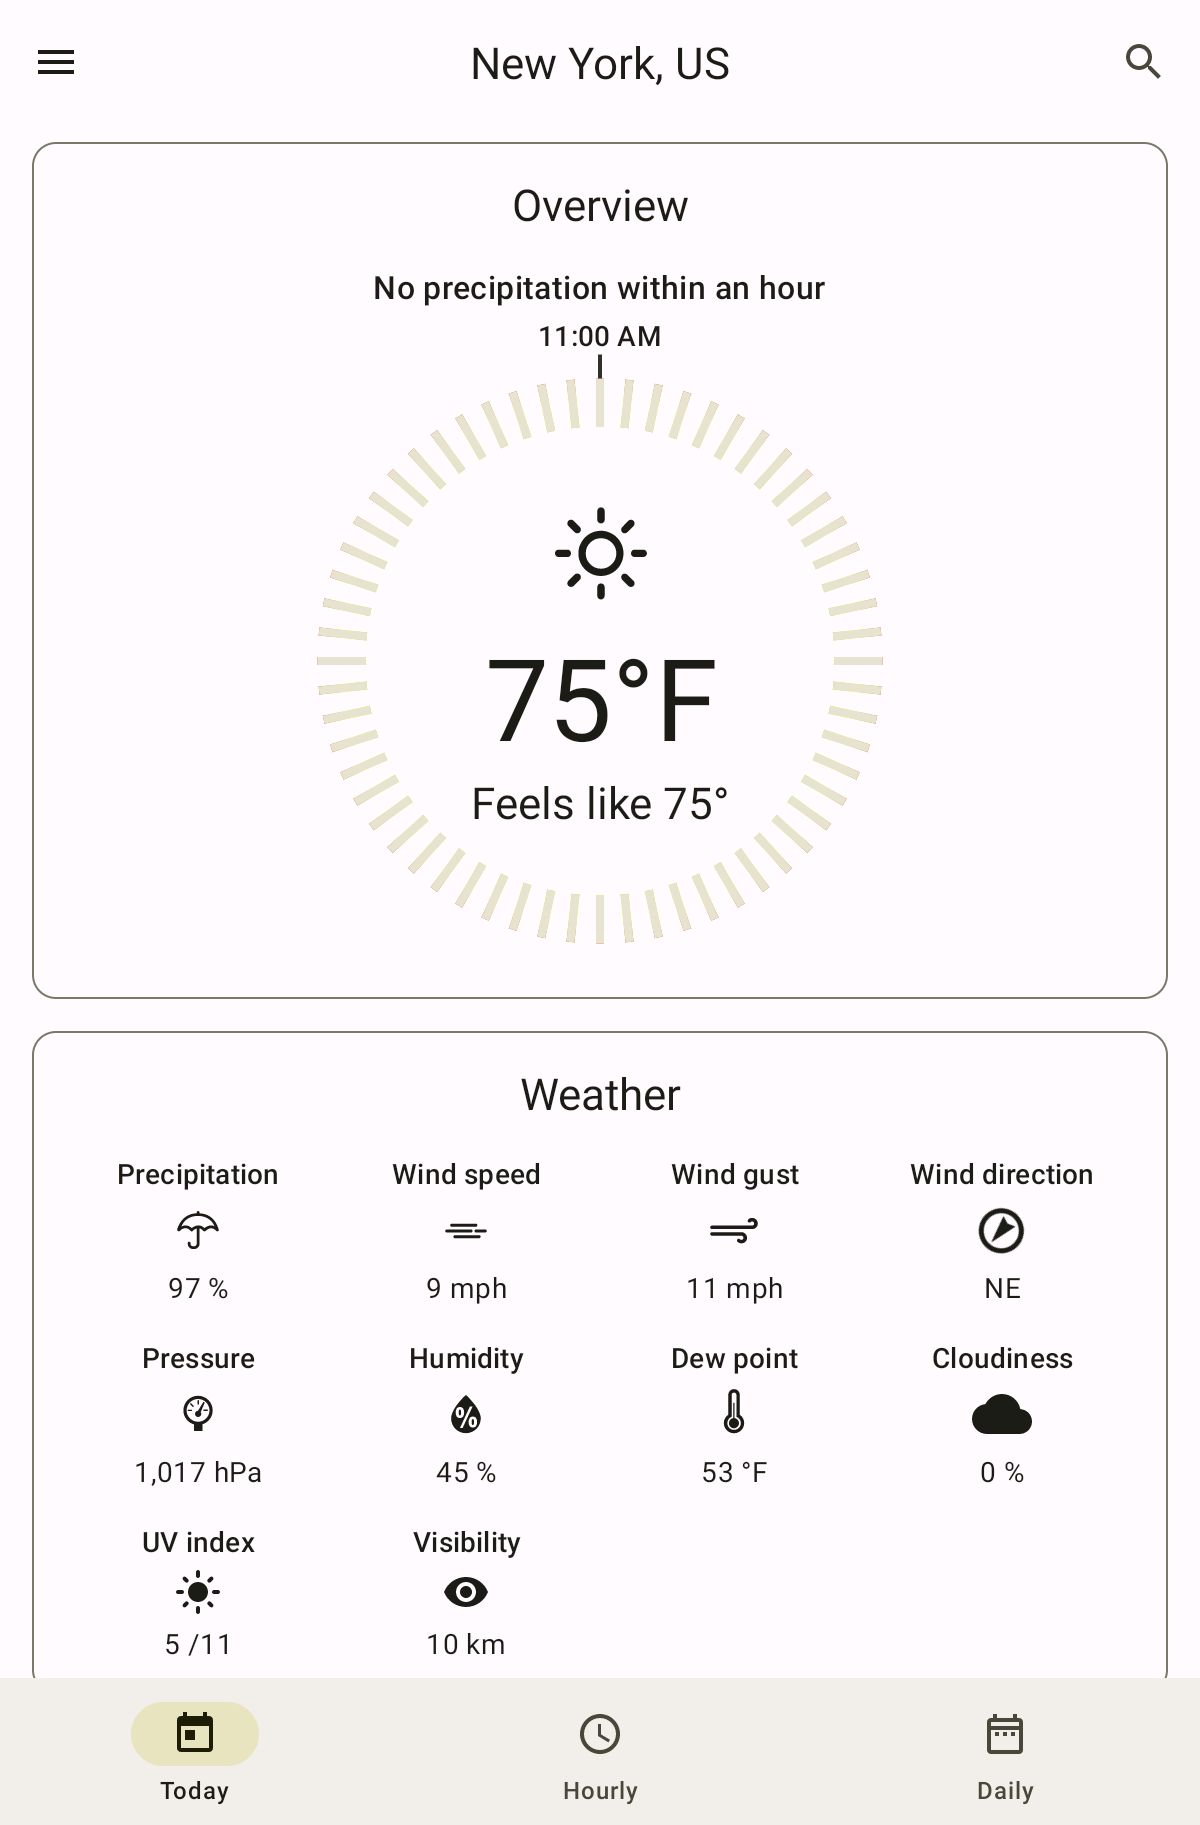 New York, US
Overview
No precipitation within an hour
11:00 AM
75°F
Feels like 75°
Weather
Precipitation
97 %
Wind speed
9 mph
Wind gust
11 mph
Wind direction
NE
Pressure
1,017 hPa
Humidity
%
45 %
Dew point
53 °F
Cloudiness
0 %
UV index
5 /11
Visibility
10 km
Today
Hourly
Daily